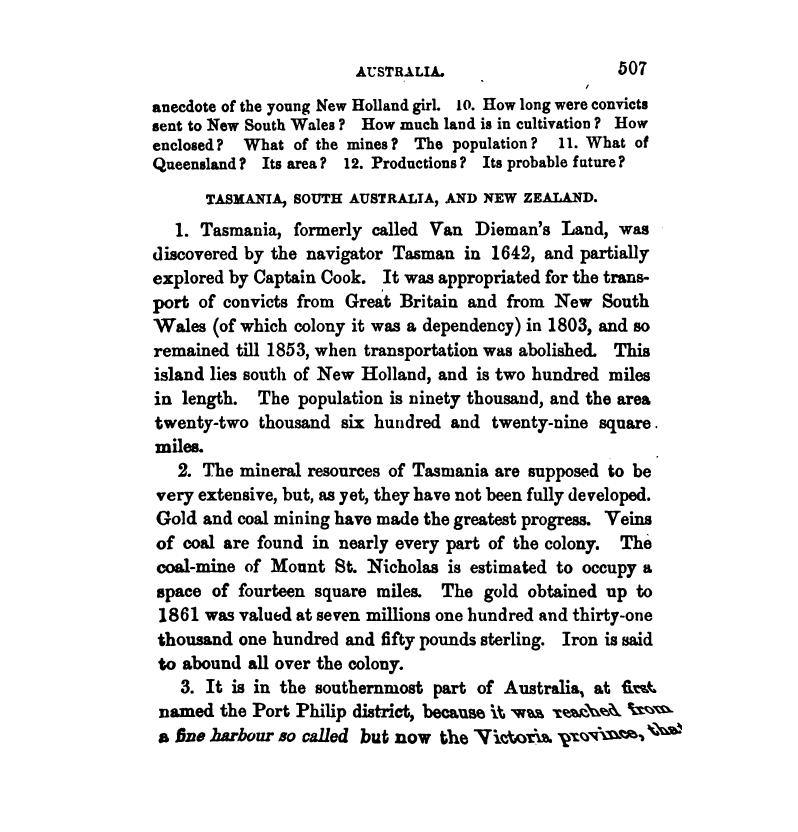 AUSTRALIA. 507
anecdote of the young New Holland girl. 10. How long were convicts
sent to New South Wales? How much land is in cultivation? How
enclosed? What of the mines? The population? 11. What of
Queensland? Its area? 12. Productions? Its probable future?
TASMANIA, SOUTH AUSTRALIA, AND NEW ZEALAND.
1. Tasmania, formerly called Van Dieman's Land, was
discovered by the navigator Tasman in 1642, and partially
explored by Captain Cook. It was appropriated for the trans-
port of convicts from Great Britain and from New South
Wales (of which colony it was a dependency) in 1803, and so
remained till 1853, when transportation was abolished. This
island lies south of New Holland, and is two hundred miles
in length. The population is ninety thousand, and the area
twenty-two thousand six hundred and twenty-nine square
miles.
2. The mineral resources of Tasmania are supposed to be
very extensive, but, as yet, they have not been fully developed.
Gold and coal mining have made the greatest progress. Veins
of coal are found in nearly every part of the colony. The
coal-mine of Mount St. Nicholas is estimated to occupy a
space of fourteen square miles. The gold obtained up to
1861 was valued at seven millions one hundred and thirty-one
thousand one hundred and fifty pounds sterling. Iron is said
to abound all over the colony.
3. It is in the southernmost part of Australia, at first
named the Port Philip district, because it was reached from
a fine harbour so called but now the Victoria province, that